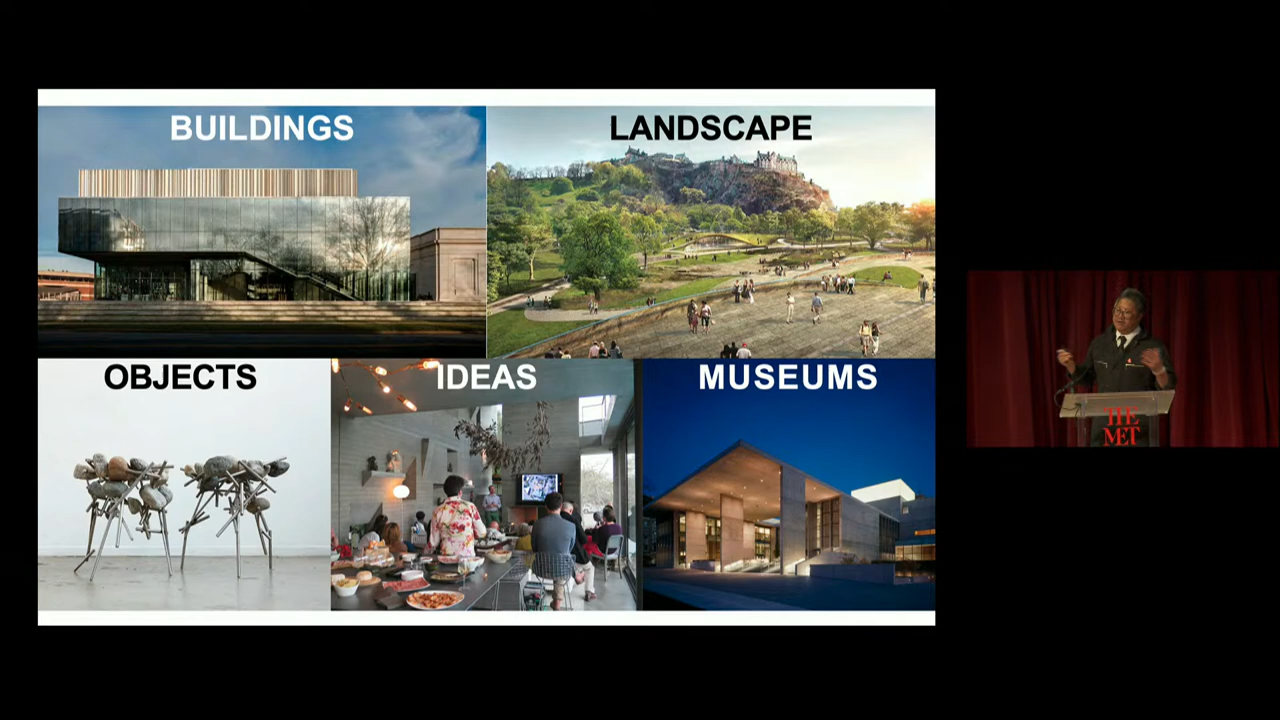 BUILDINGS
LANDSCAPE
OBJECTS
IDEAS
MUSEUMS
THE
MET